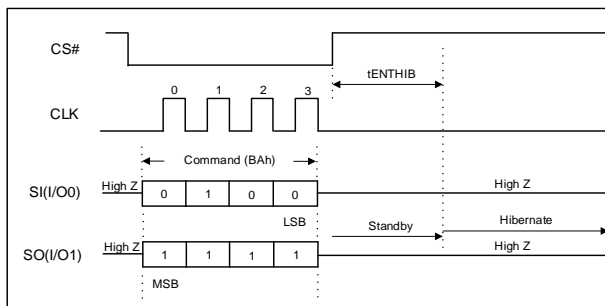 CS#
tENTHIB
0 1 2 3
CLK
Command (BAh)
High Z High Z
SI(I/O0) 0 1 0 0
LSB Standby Hibernate
High Z High Z
SO(I/O1) 1 1 1 1
MSB